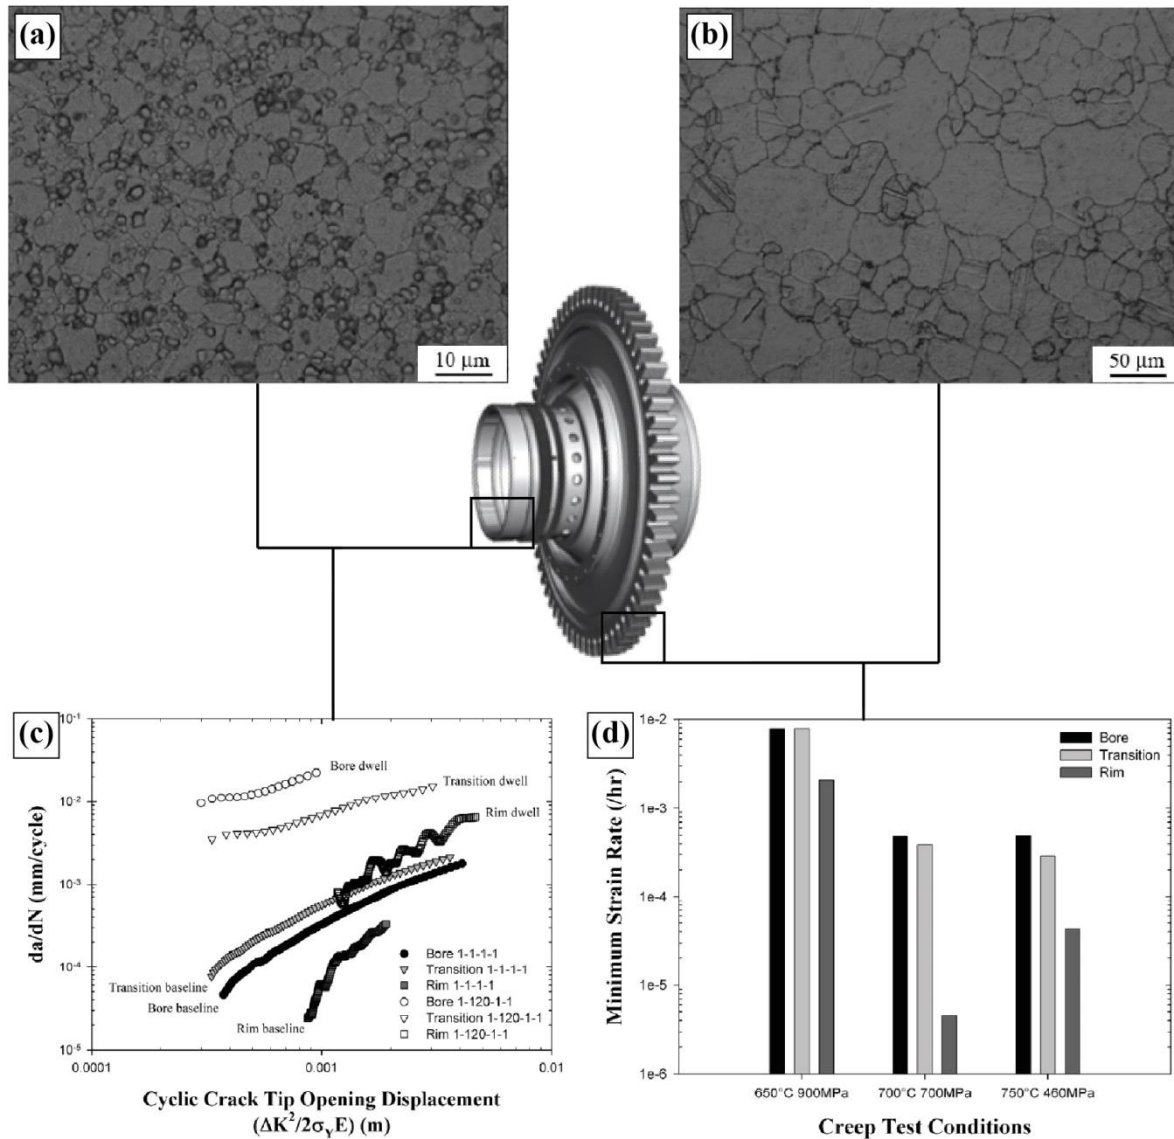 (a)
10 μm
(b)
50 μm
(c)
10⁻¹
10⁻²
10⁻³
10⁻⁴
10⁻⁵
da/dN (mm/cycle)
Bore dwell
Transition dwell
Rim dwell
Transition baseline
Bore baseline
Rim baseline
Bore 1-1-1-1
Transition 1-1-1-1
Rim 1-1-1-1
Bore 1-120-1-1
Transition 1-120-1-1
Rim 1-120-1-1
0.0001 0.001 0.01
Cyclic Crack Tip Opening Displacement
(ΔK²/2σ_YE) (m)
(d)
1e-2
1e-3
1e-4
1e-5
1e-6
Minimum Strain Rate (/hr)
Bore
Transition
Rim
650°C 900MPa 700°C 700MPa 750°C 460MPa
Creep Test Conditions